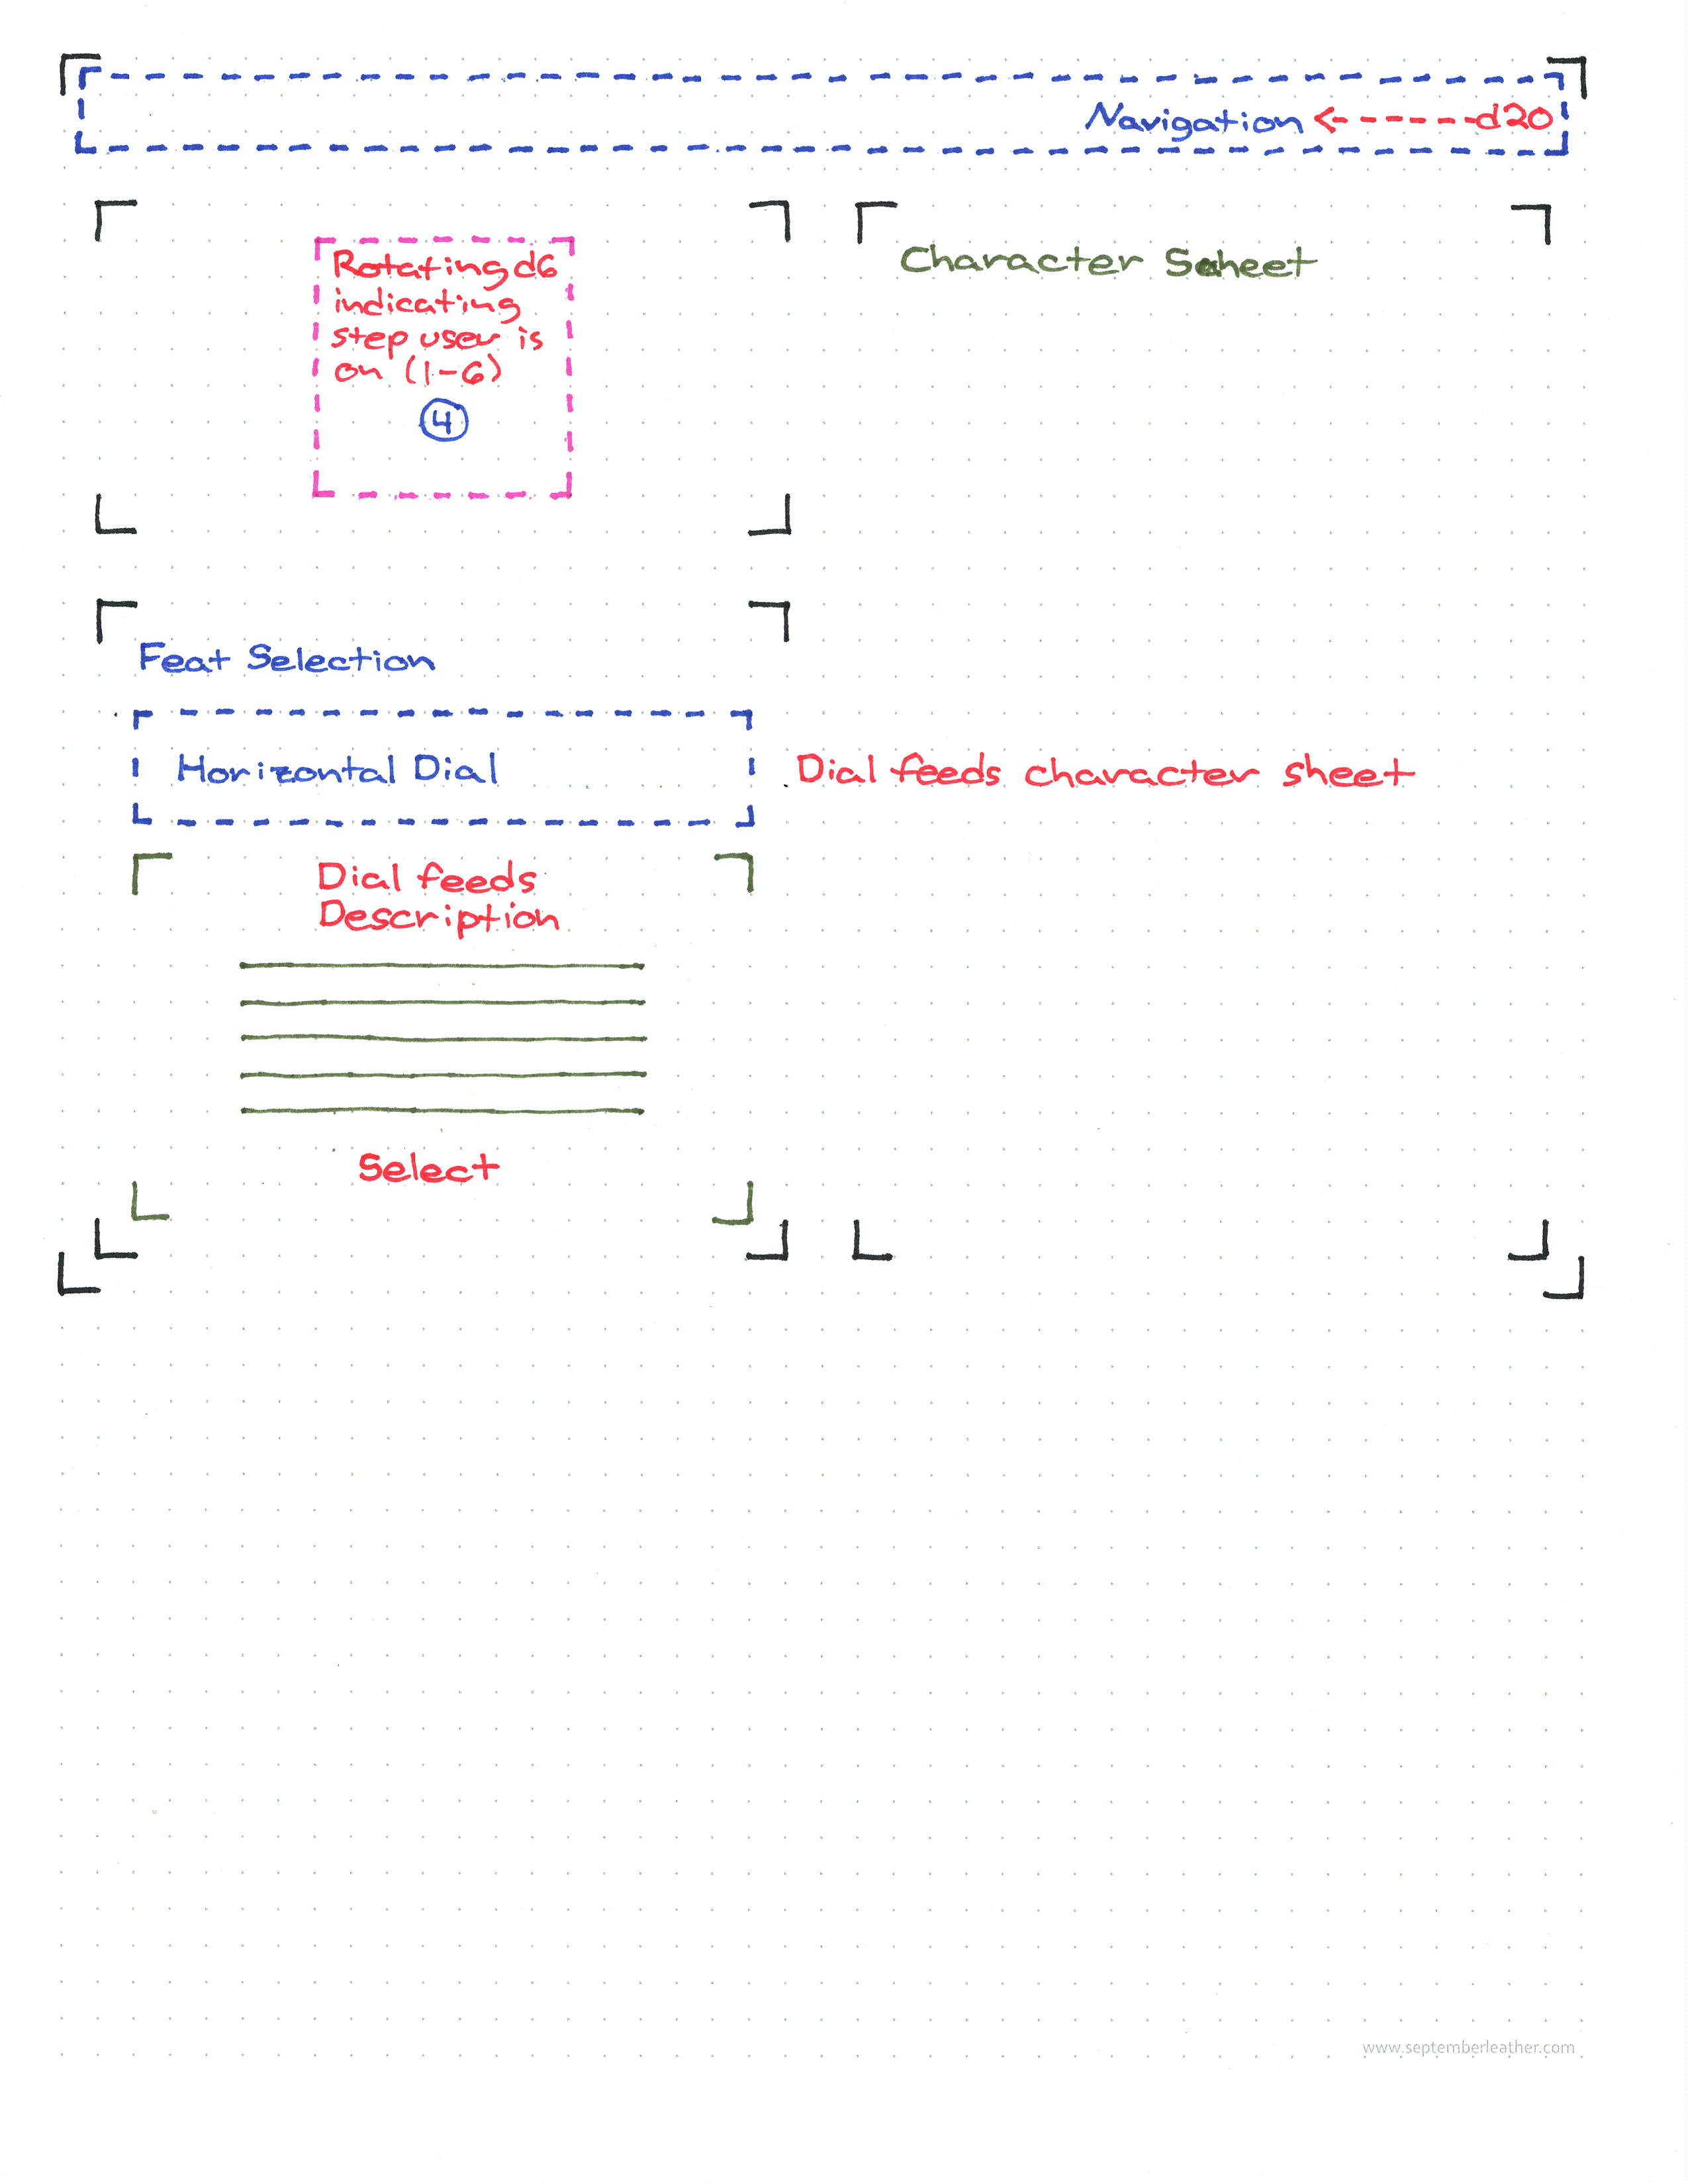 Navigation <------d20
Rotating d6
indicating
step user is
on (1-6)
4
Character Sheet
Feat Selection
Horizontal Dial
Dial feeds character sheet
Dial feeds
Description
Select
www.septemberleather.com